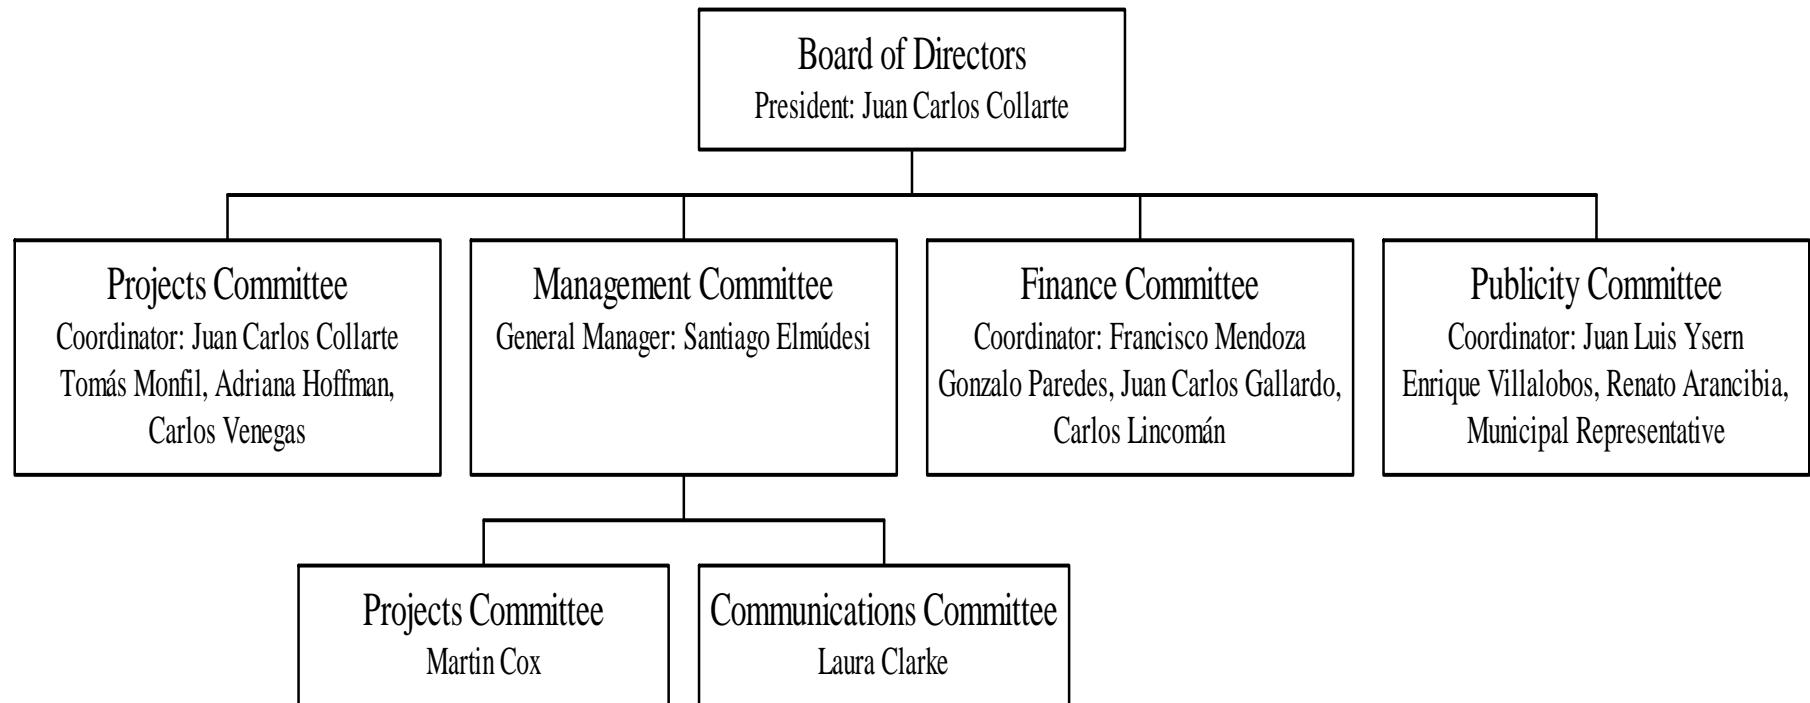 Board of Directors
President: Juan Carlos Collarte
Projects Committee
Coordinator: Juan Carlos Collarte
Tomás Monfil, Adriana Hoffman,
Carlos Venegas
Management Committee
General Manager: Santiago Elmúdesi
Finance Committee
Coordinator: Francisco Mendoza
Gonzalo Paredes, Juan Carlos Gallardo,
Carlos Lincomán
Publicity Committee
Coordinator: Juan Luis Ysern
Enrique Villalobos, Renato Arancibia,
Municipal Representative
Projects Committee
Martin Cox
Communications Committee
Laura Clarke